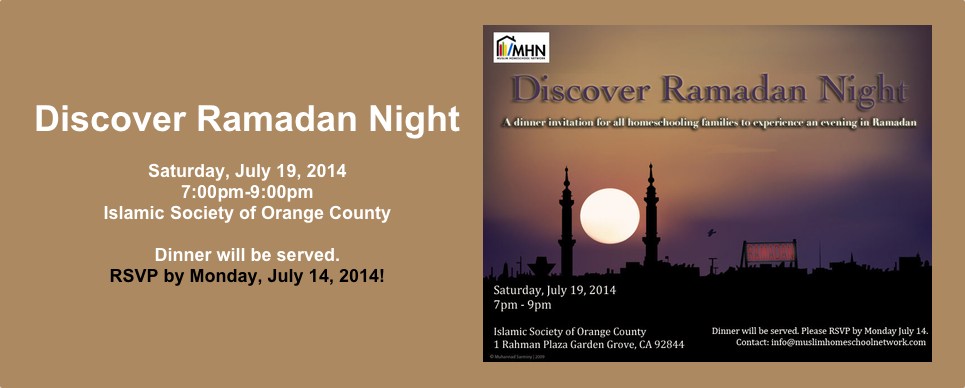 Discover Ramadan Night
Saturday, July 19, 2014
7:00pm-9:00pm
Islamic Society of Orange County
Dinner will be served.
RSVP by Monday, July 14, 2014!
MHN
MUSLIM HOMESCHOOL NETWORK
Discover Ramadan Night
A dinner invitation for all homeschooling families to experience an evening in Ramadan
Saturday, July 19, 2014
7pm - 9pm
Islamic Society of Orange County
1 Rahman Plaza Garden Grove, CA 92844
Dinner will be served. Please RSVP by Monday July 14.
Contact: info@muslimhomeschoolnetwork.com